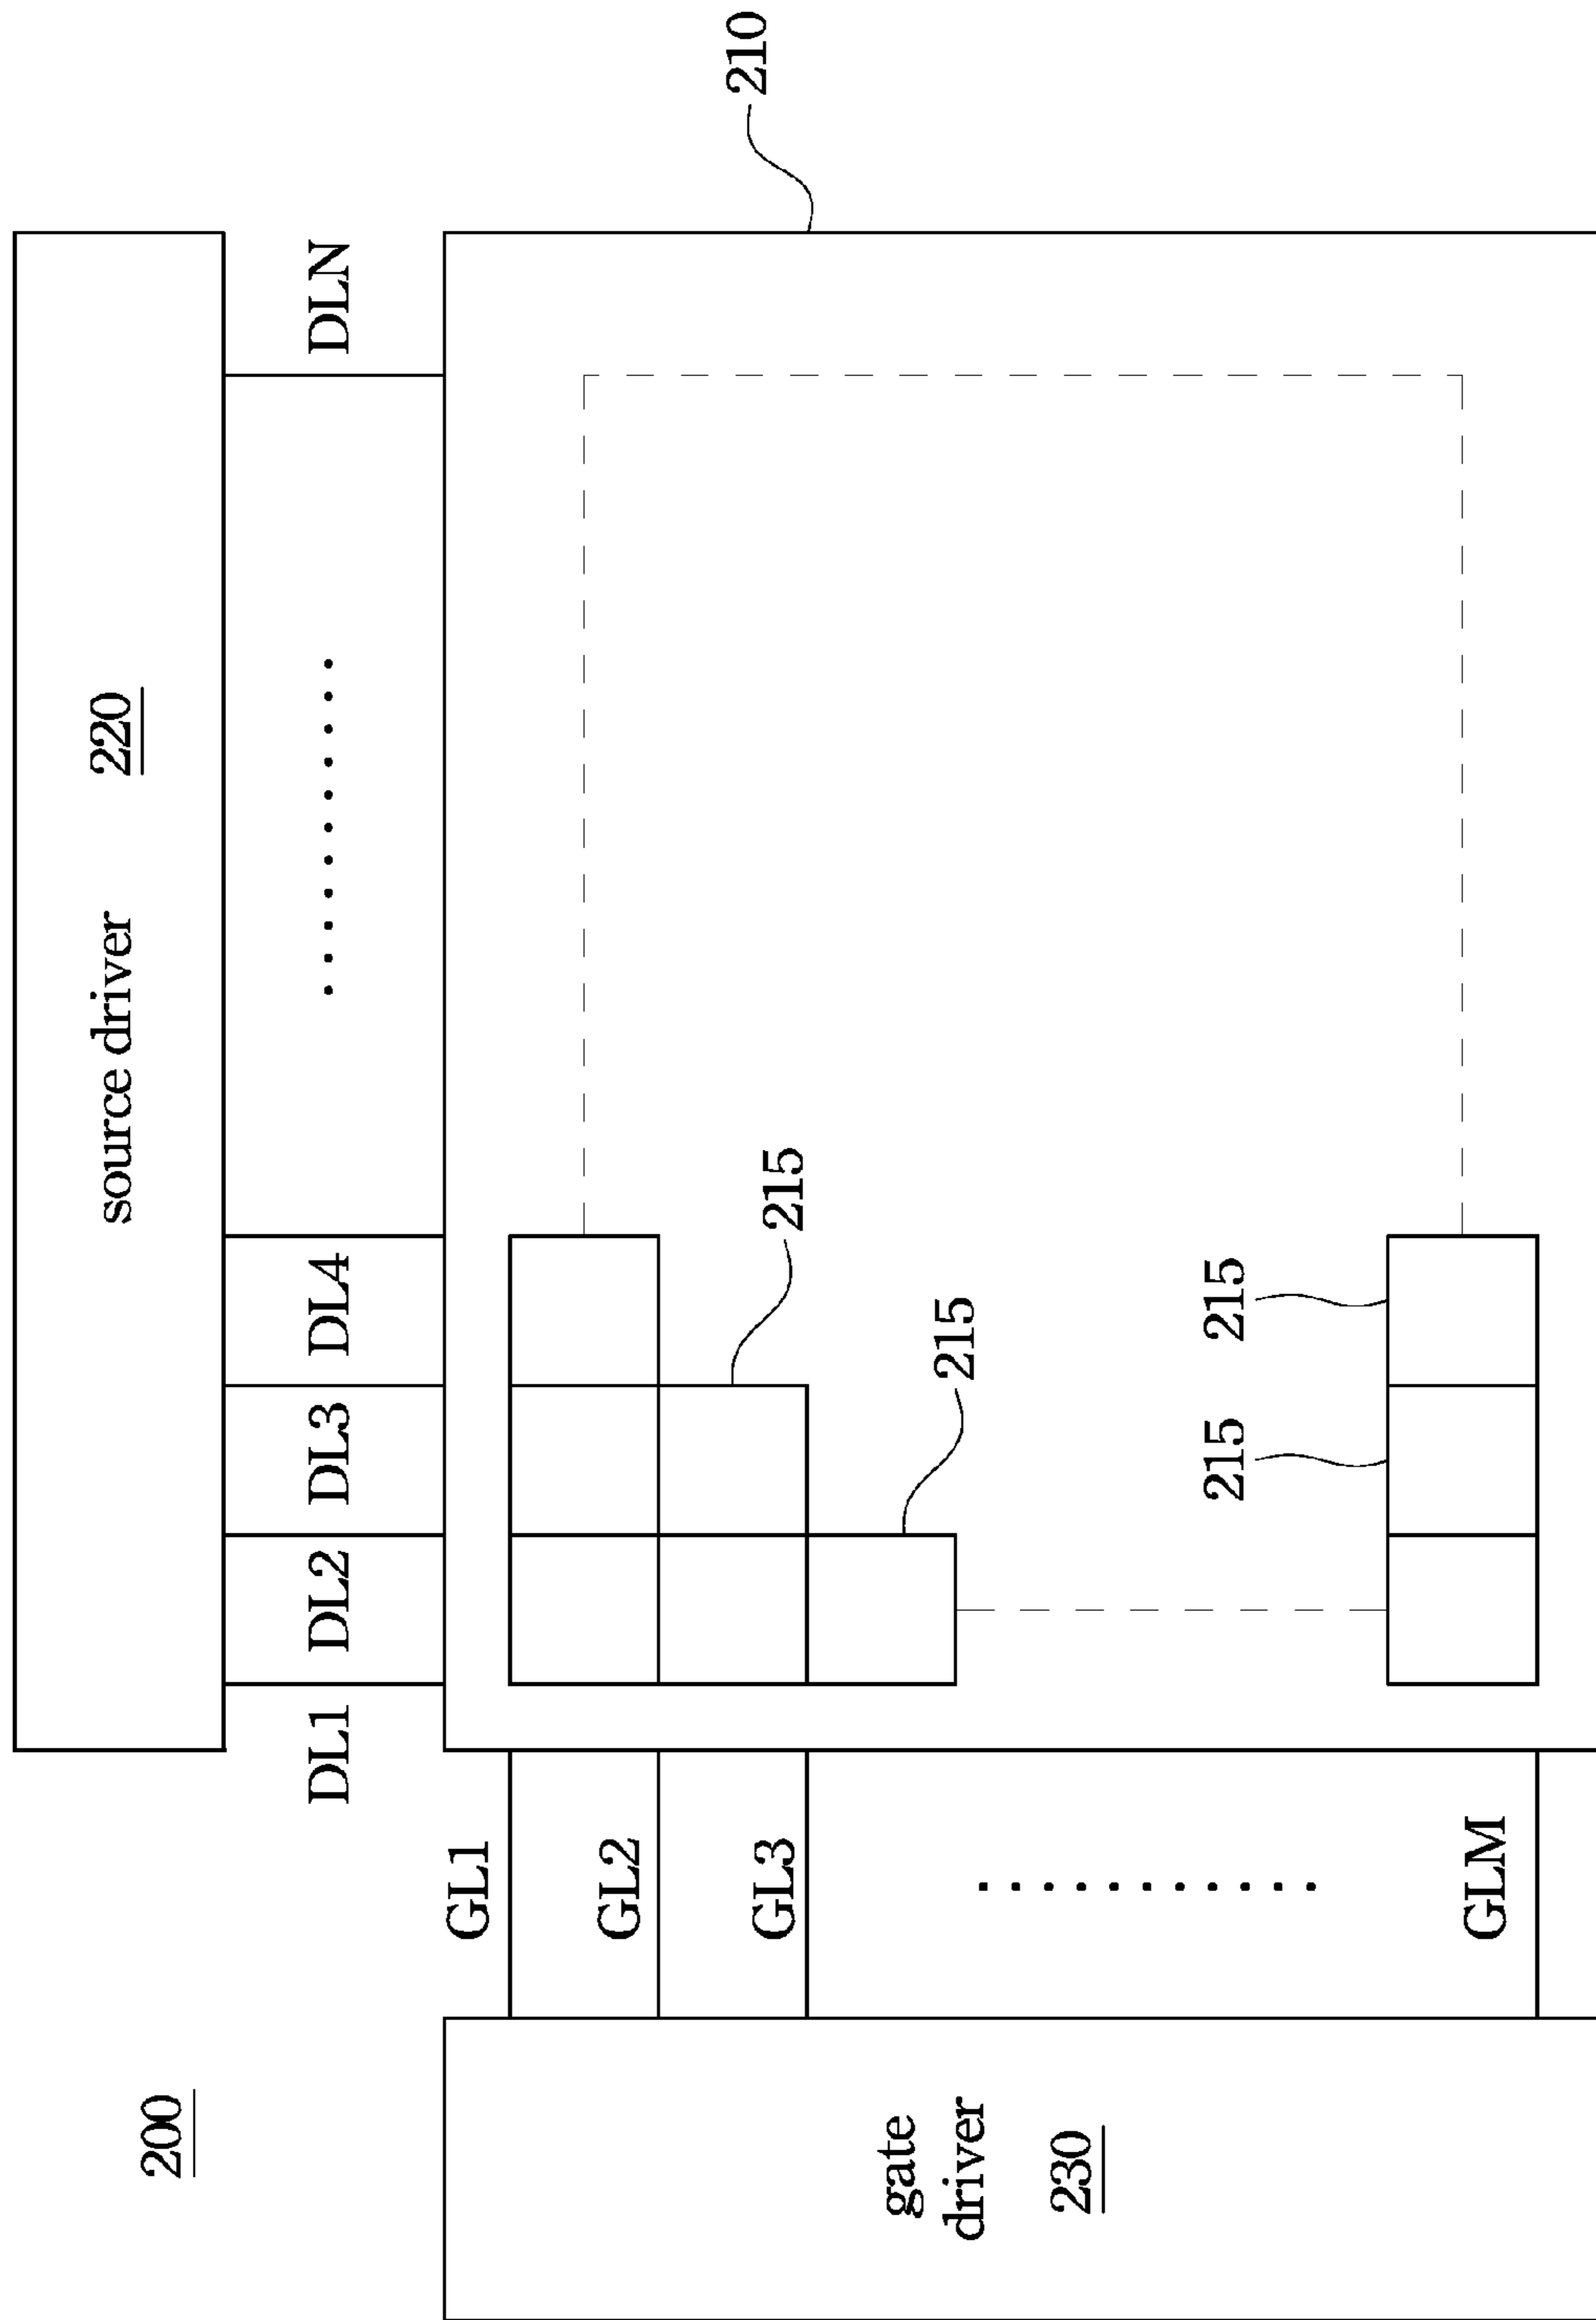 200
source driver 220
DL1 DL2 DL3 DL4 DLN
210
GL1
GL2
GL3
GLM
gate
driver
230
215
215
215
215